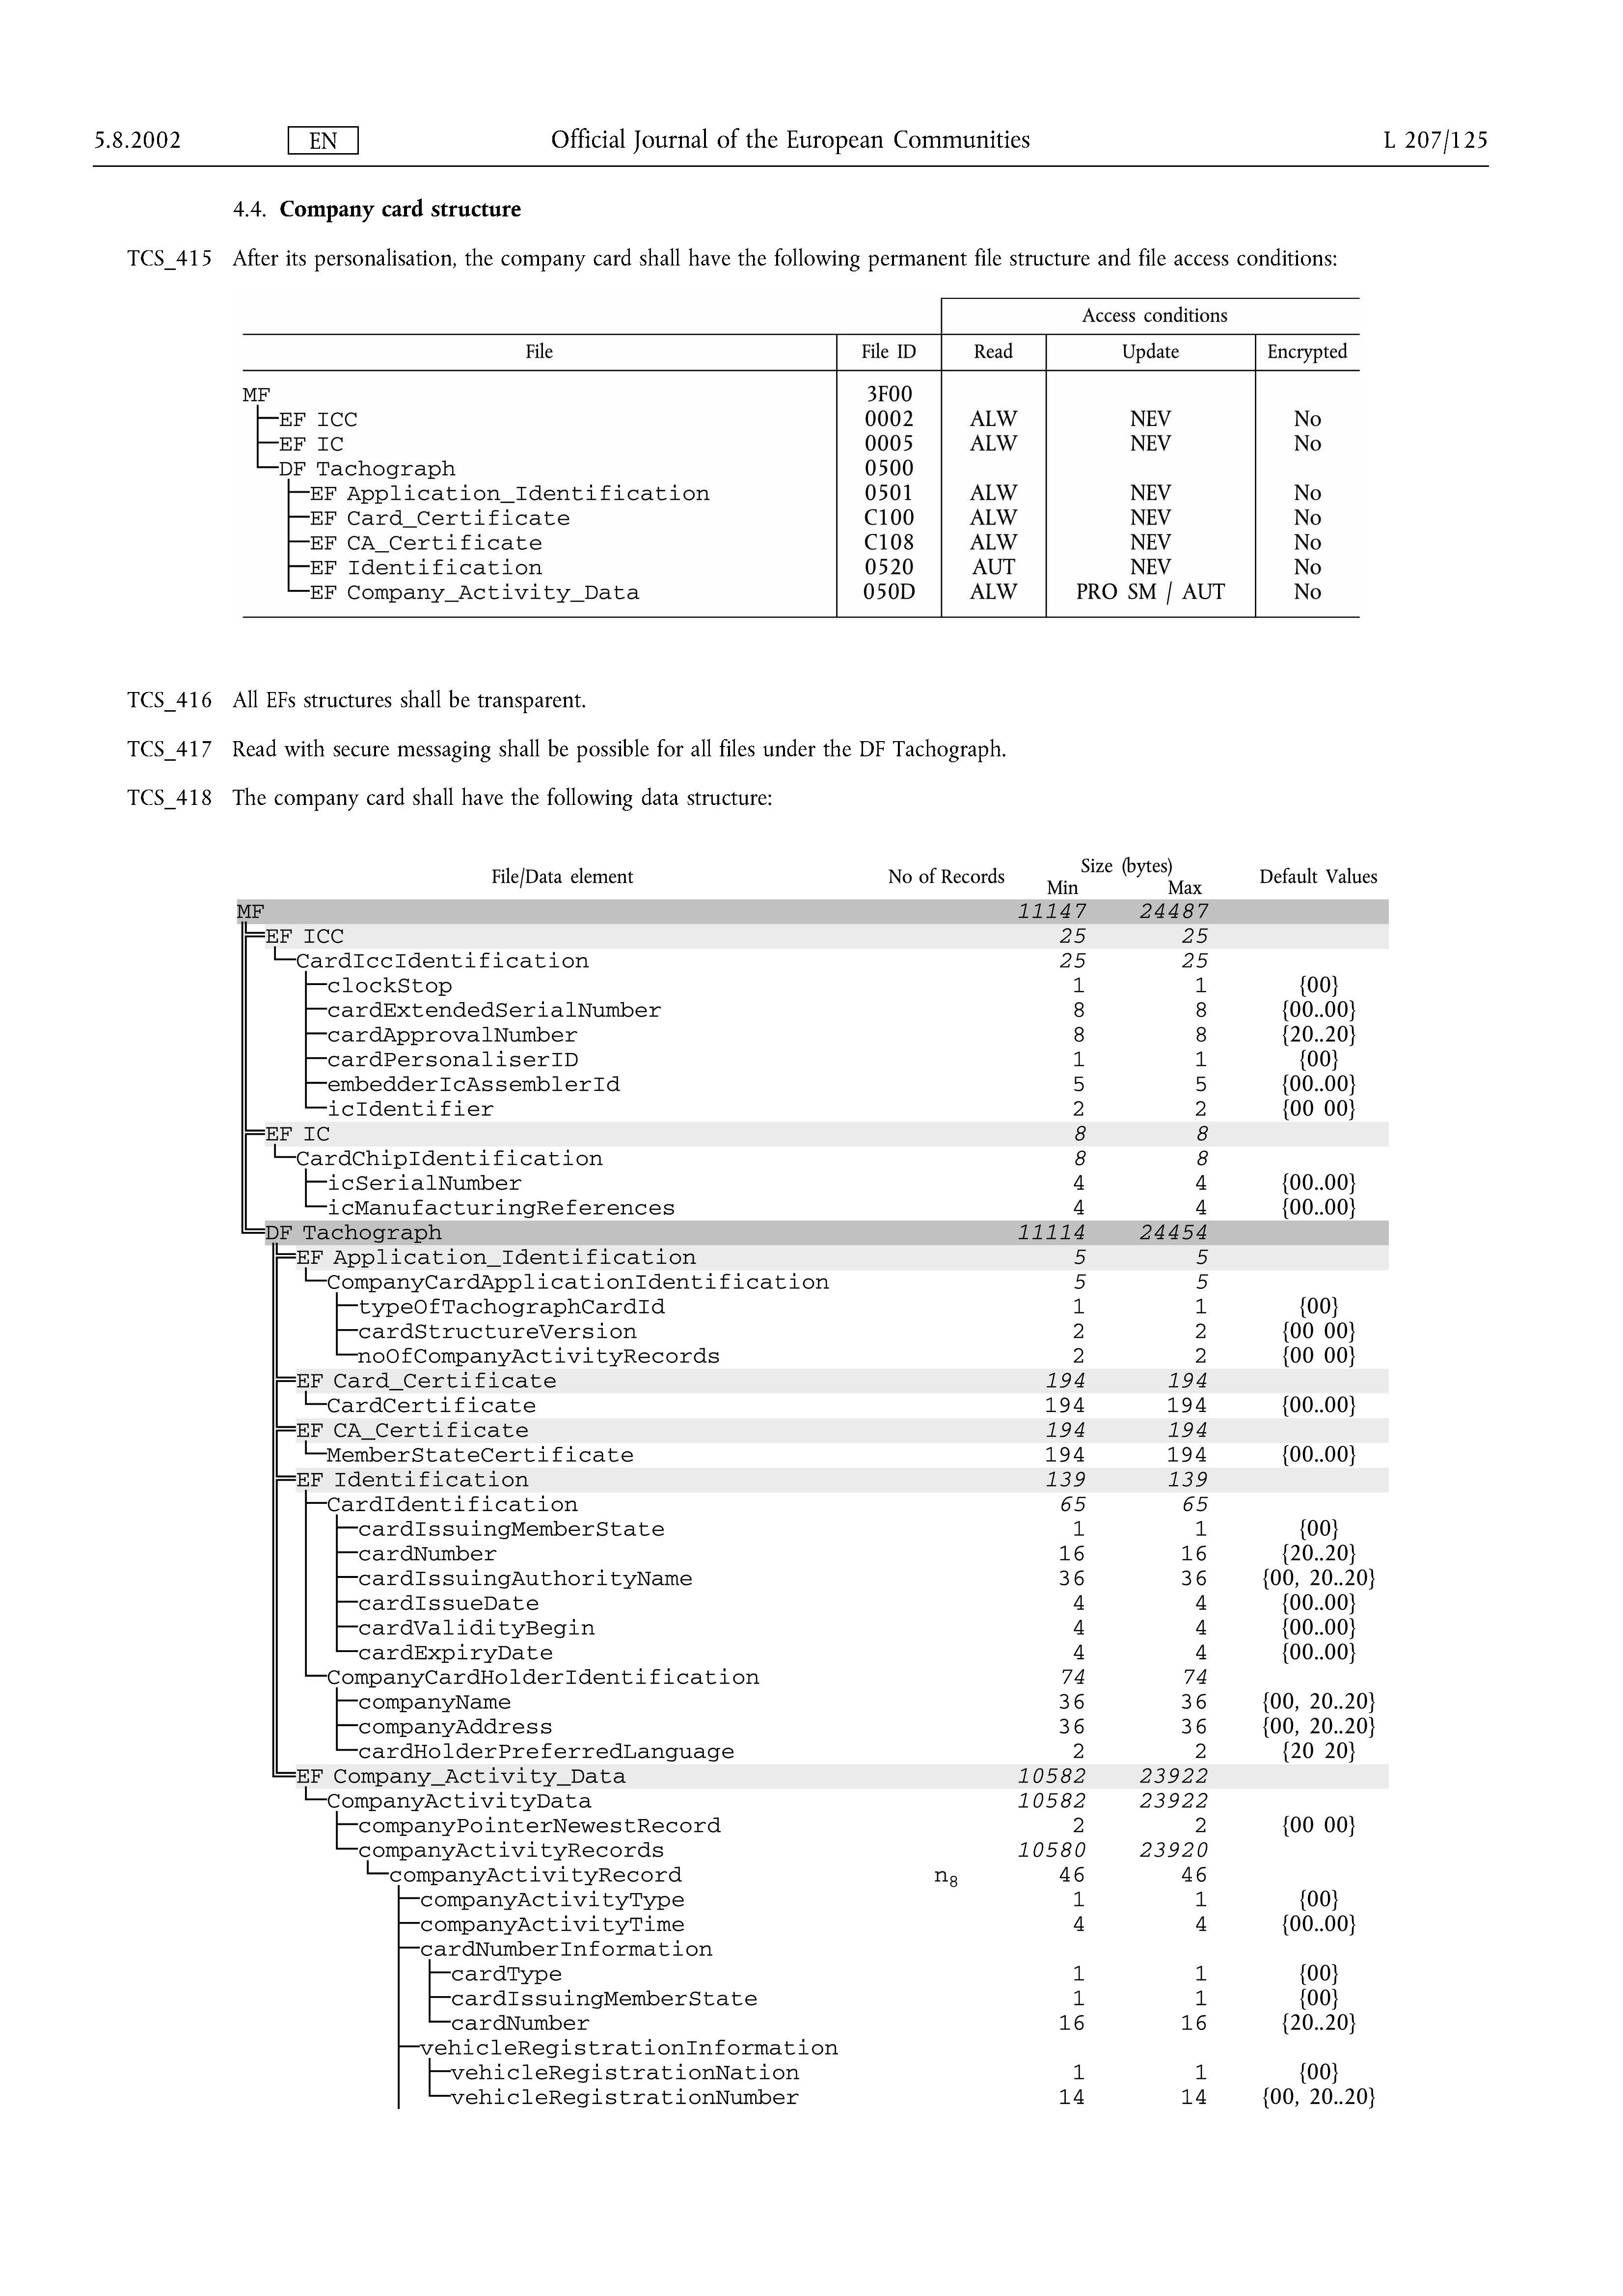 5.8.2002 EN Official Journal of the European Communities L 207/125
4.4. Company card structure
TCS_415 After its personalisation, the company card shall have the following permanent file structure and file access conditions:
Access conditions
File File ID Read Update Encrypted
MF 3F00
EF ICC 0002 ALW NEV No
EF IC 0005 ALW NEV No
DF Tachograph 0500
EF Application_Identification 0501 ALW NEV No
EF Card_Certificate C100 ALW NEV No
EF CA_Certificate C108 ALW NEV No
EF Identification 0520 AUT NEV No
EF Company_Activity_Data 050D ALW PRO SM / AUT No
TCS_416 All EFs structures shall be transparent.
TCS_417 Read with secure messaging shall be possible for all files under the DF Tachograph.
TCS_418 The company card shall have the following data structure:
File/Data element No of Records Size (bytes) Default Values
Min Max
MF 11147 24487
EF ICC 25 25
CardIccIdentification 25 25
clockStop 1 1 {00}
cardExtendedSerialNumber 8 8 {00..00}
cardApprovalNumber 8 8 {20..20}
cardPersonaliserID 1 1 {00}
embedderIcAssemblerId 5 5 {00..00}
icIdentifier 2 2 {00 00}
EF IC 8 8
CardChipIdentification 8 8
icSerialNumber 4 4 {00..00}
icManufacturingReferences 4 4 {00..00}
DF Tachograph 11114 24454
EF Application_Identification 5 5
CompanyCardApplicationIdentification 5 5
typeOfTachographCardId 1 1 {00}
cardStructureVersion 2 2 {00 00}
noOfCompanyActivityRecords 2 2 {00 00}
EF Card_Certificate 194 194
CardCertificate 194 194 {00..00}
EF CA_Certificate 194 194
MemberStateCertificate 194 194 {00..00}
EF Identification 139 139
CardIdentification 65 65
cardIssuingMemberState 1 1 {00}
cardNumber 16 16 {20..20}
cardIssuingAuthorityName 36 36 {00, 20..20}
cardIssueDate 4 4 {00..00}
cardValidityBegin 4 4 {00..00}
cardExpiryDate 4 4 {00..00}
CompanyCardHolderIdentification 74 74
companyName 36 36 {00, 20..20}
companyAddress 36 36 {00, 20..20}
cardHolderPreferredLanguage 2 2 {20 20}
EF Company_Activity_Data 10582 23922
CompanyActivityData 10582 23922
companyPointerNewestRecord 2 2 {00 00}
companyActivityRecords 10580 23920
companyActivityRecord n8 46 46
companyActivityType 1 1 {00}
companyActivityTime 4 4 {00..00}
cardNumberInformation
cardType 1 1 {00}
cardIssuingMemberState 1 1 {00}
cardNumber 16 16 {20..20}
vehicleRegistrationInformation
vehicleRegistrationNation 1 1 {00}
vehicleRegistrationNumber 14 14 {00, 20..20}